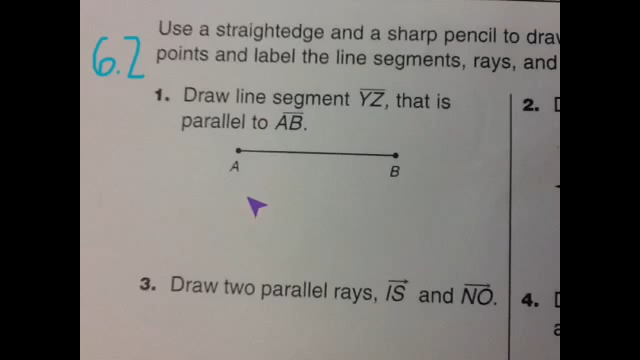 6.2
Use a straightedge and a sharp pencil to
points and label the line segments, rays, and
1. Draw line segment YZ, that is
parallel to AB.
A
B
2.
3. Draw two parallel rays, IS and NO.
4.